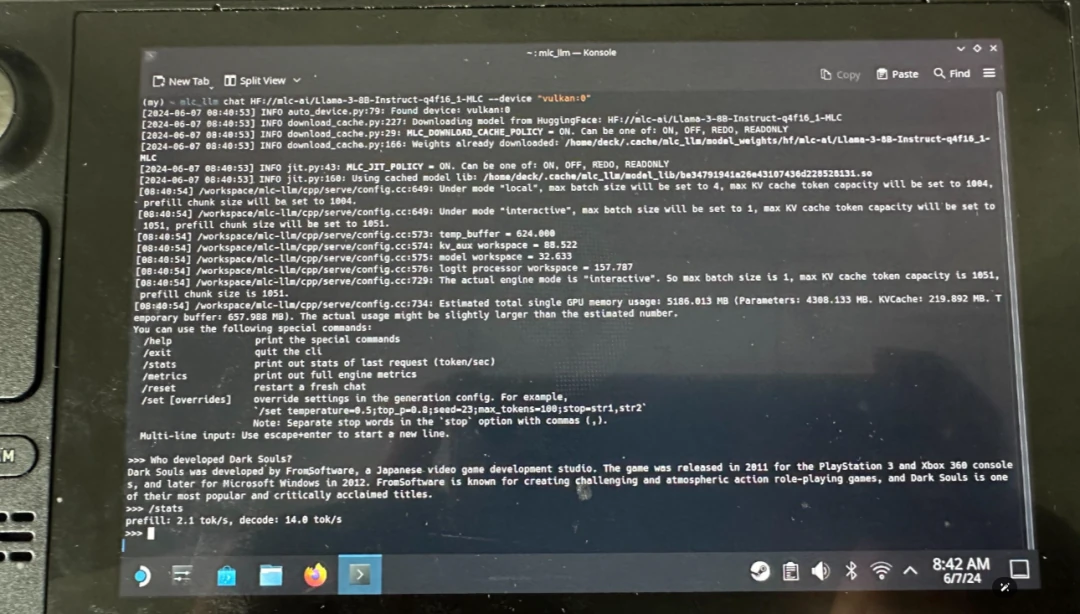 ~ : mlc_llm — Konsole
New Tab Split View Copy Paste Find
(my) ~ mlc_llm chat HF://mlc-ai/Llama-3-8B-Instruct-q4f16_1-MLC --device "vulkan:0"
[2024-06-07 08:40:53] INFO auto_device.py:79: Found device: vulkan:0
[2024-06-07 08:40:53] INFO download_cache.py:227: Downloading model from HuggingFace: HF://mlc-ai/Llama-3-8B-Instruct-q4f16_1-MLC
[2024-06-07 08:40:53] INFO download_cache.py:29: MLC_DOWNLOAD_CACHE_POLICY = ON. Can be one of: ON, OFF, REDO, READONLY
[2024-06-07 08:40:53] INFO download_cache.py:166: Weights already downloaded: /home/deck/.cache/mlc_llm/model_weights/hf/mlc-ai/Llama-3-8B-Instruct-q4f16_1-
MLC
[2024-06-07 08:40:53] INFO jit.py:43: MLC_JIT_POLICY = ON. Can be one of: ON, OFF, REDO, READONLY
[2024-06-07 08:40:53] INFO jit.py:160: Using cached model lib: /home/deck/.cache/mlc_llm/model_lib/be34791941a26e43107436d228528131.so
[08:40:54] /workspace/mlc-llm/cpp/serve/config.cc:649: Under mode "local", max batch size will be set to 4, max KV cache token capacity will be set to 1004,
prefill chunk size will be set to 1004.
[08:40:54] /workspace/mlc-llm/cpp/serve/config.cc:649: Under mode "interactive", max batch size will be set to 1, max KV cache token capacity will be set to
1051, prefill chunk size will be set to 1051.
[08:40:54] /workspace/mlc-llm/cpp/serve/config.cc:573: temp_buffer = 624.000
[08:40:54] /workspace/mlc-llm/cpp/serve/config.cc:574: kv_aux workspace = 88.522
[08:40:54] /workspace/mlc-llm/cpp/serve/config.cc:575: model workspace = 32.633
[08:40:54] /workspace/mlc-llm/cpp/serve/config.cc:576: logit processor workspace = 157.787
[08:40:54] /workspace/mlc-llm/cpp/serve/config.cc:729: The actual engine mode is "interactive". So max batch size is 1, max KV cache token capacity is 1051,
prefill chunk size is 1051.
[08:40:54] /workspace/mlc-llm/cpp/serve/config.cc:734: Estimated total single GPU memory usage: 5186.013 MB (Parameters: 4308.133 MB. KVCache: 219.892 MB. T
emporary buffer: 657.988 MB). The actual usage might be slightly larger than the estimated number.
You can use the following special commands:
/help print the special commands
/exit quit the cli
/stats print out stats of last request (token/sec)
/metrics print out full engine metrics
/reset restart a fresh chat
/set [overrides] override settings in the generation config. For example,
`/set temperature=0.5;top_p=0.8;seed=23;max_tokens=100;stop=str1,str2`
Note: Separate stop words in the `stop` option with commas (,).
Multi-line input: Use escape+enter to start a new line.
>>> Who developed Dark Souls?
Dark Souls was developed by FromSoftware, a Japanese video game development studio. The game was released in 2011 for the PlayStation 3 and Xbox 360 console
s, and later for Microsoft Windows in 2012. FromSoftware is known for creating challenging and atmospheric action role-playing games, and Dark Souls is one
of their most popular and critically acclaimed titles.
>>> /stats
prefill: 2.1 tok/s, decode: 14.0 tok/s
>>>
8:42 AM
6/7/24